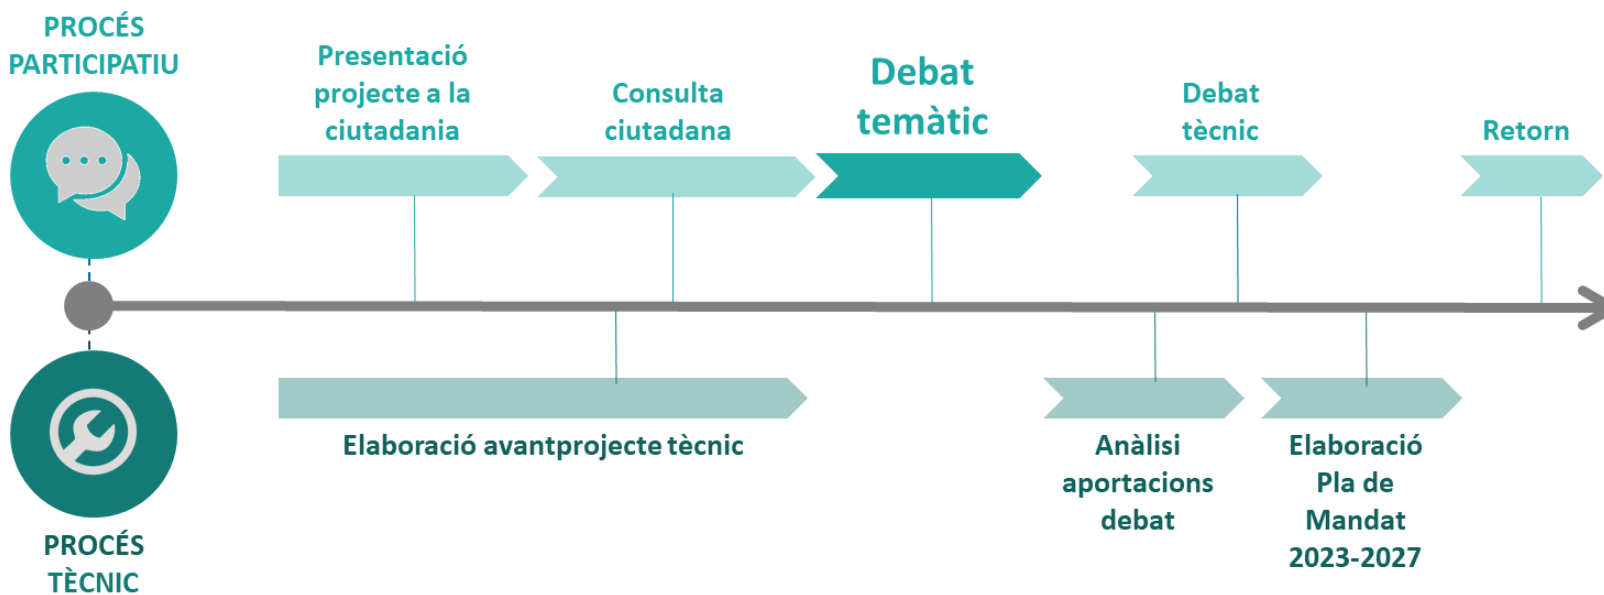 PROCÉS
PARTICIPATIU
Presentació
projecte a la
ciutadania
Consulta
ciutadana
Debat
temàtic
Debat
tècnic
Retorn
Elaboració avantprojecte tècnic
Anàlisi
aportacions
debat
Elaboració
Pla de
Mandat
2023-2027
PROCÉS
TÈCNIC